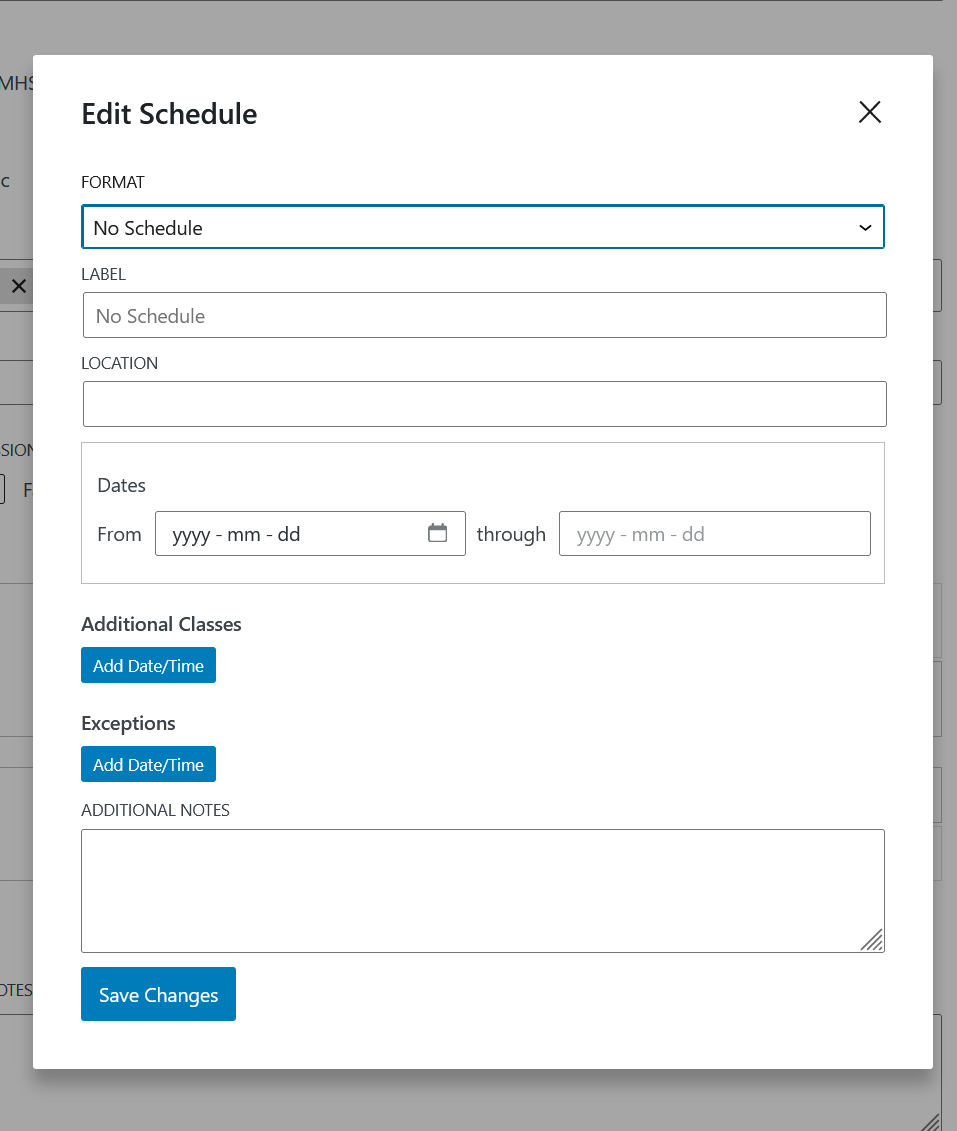 MHS
Edit Schedule
c
FORMAT
No Schedule
LABEL
No Schedule
LOCATION
SSION
F
Dates
From yyyy - mm - dd through yyyy - mm - dd
Additional Classes
Add Date/Time
Exceptions
Add Date/Time
ADDITIONAL NOTES
OTES
Save Changes